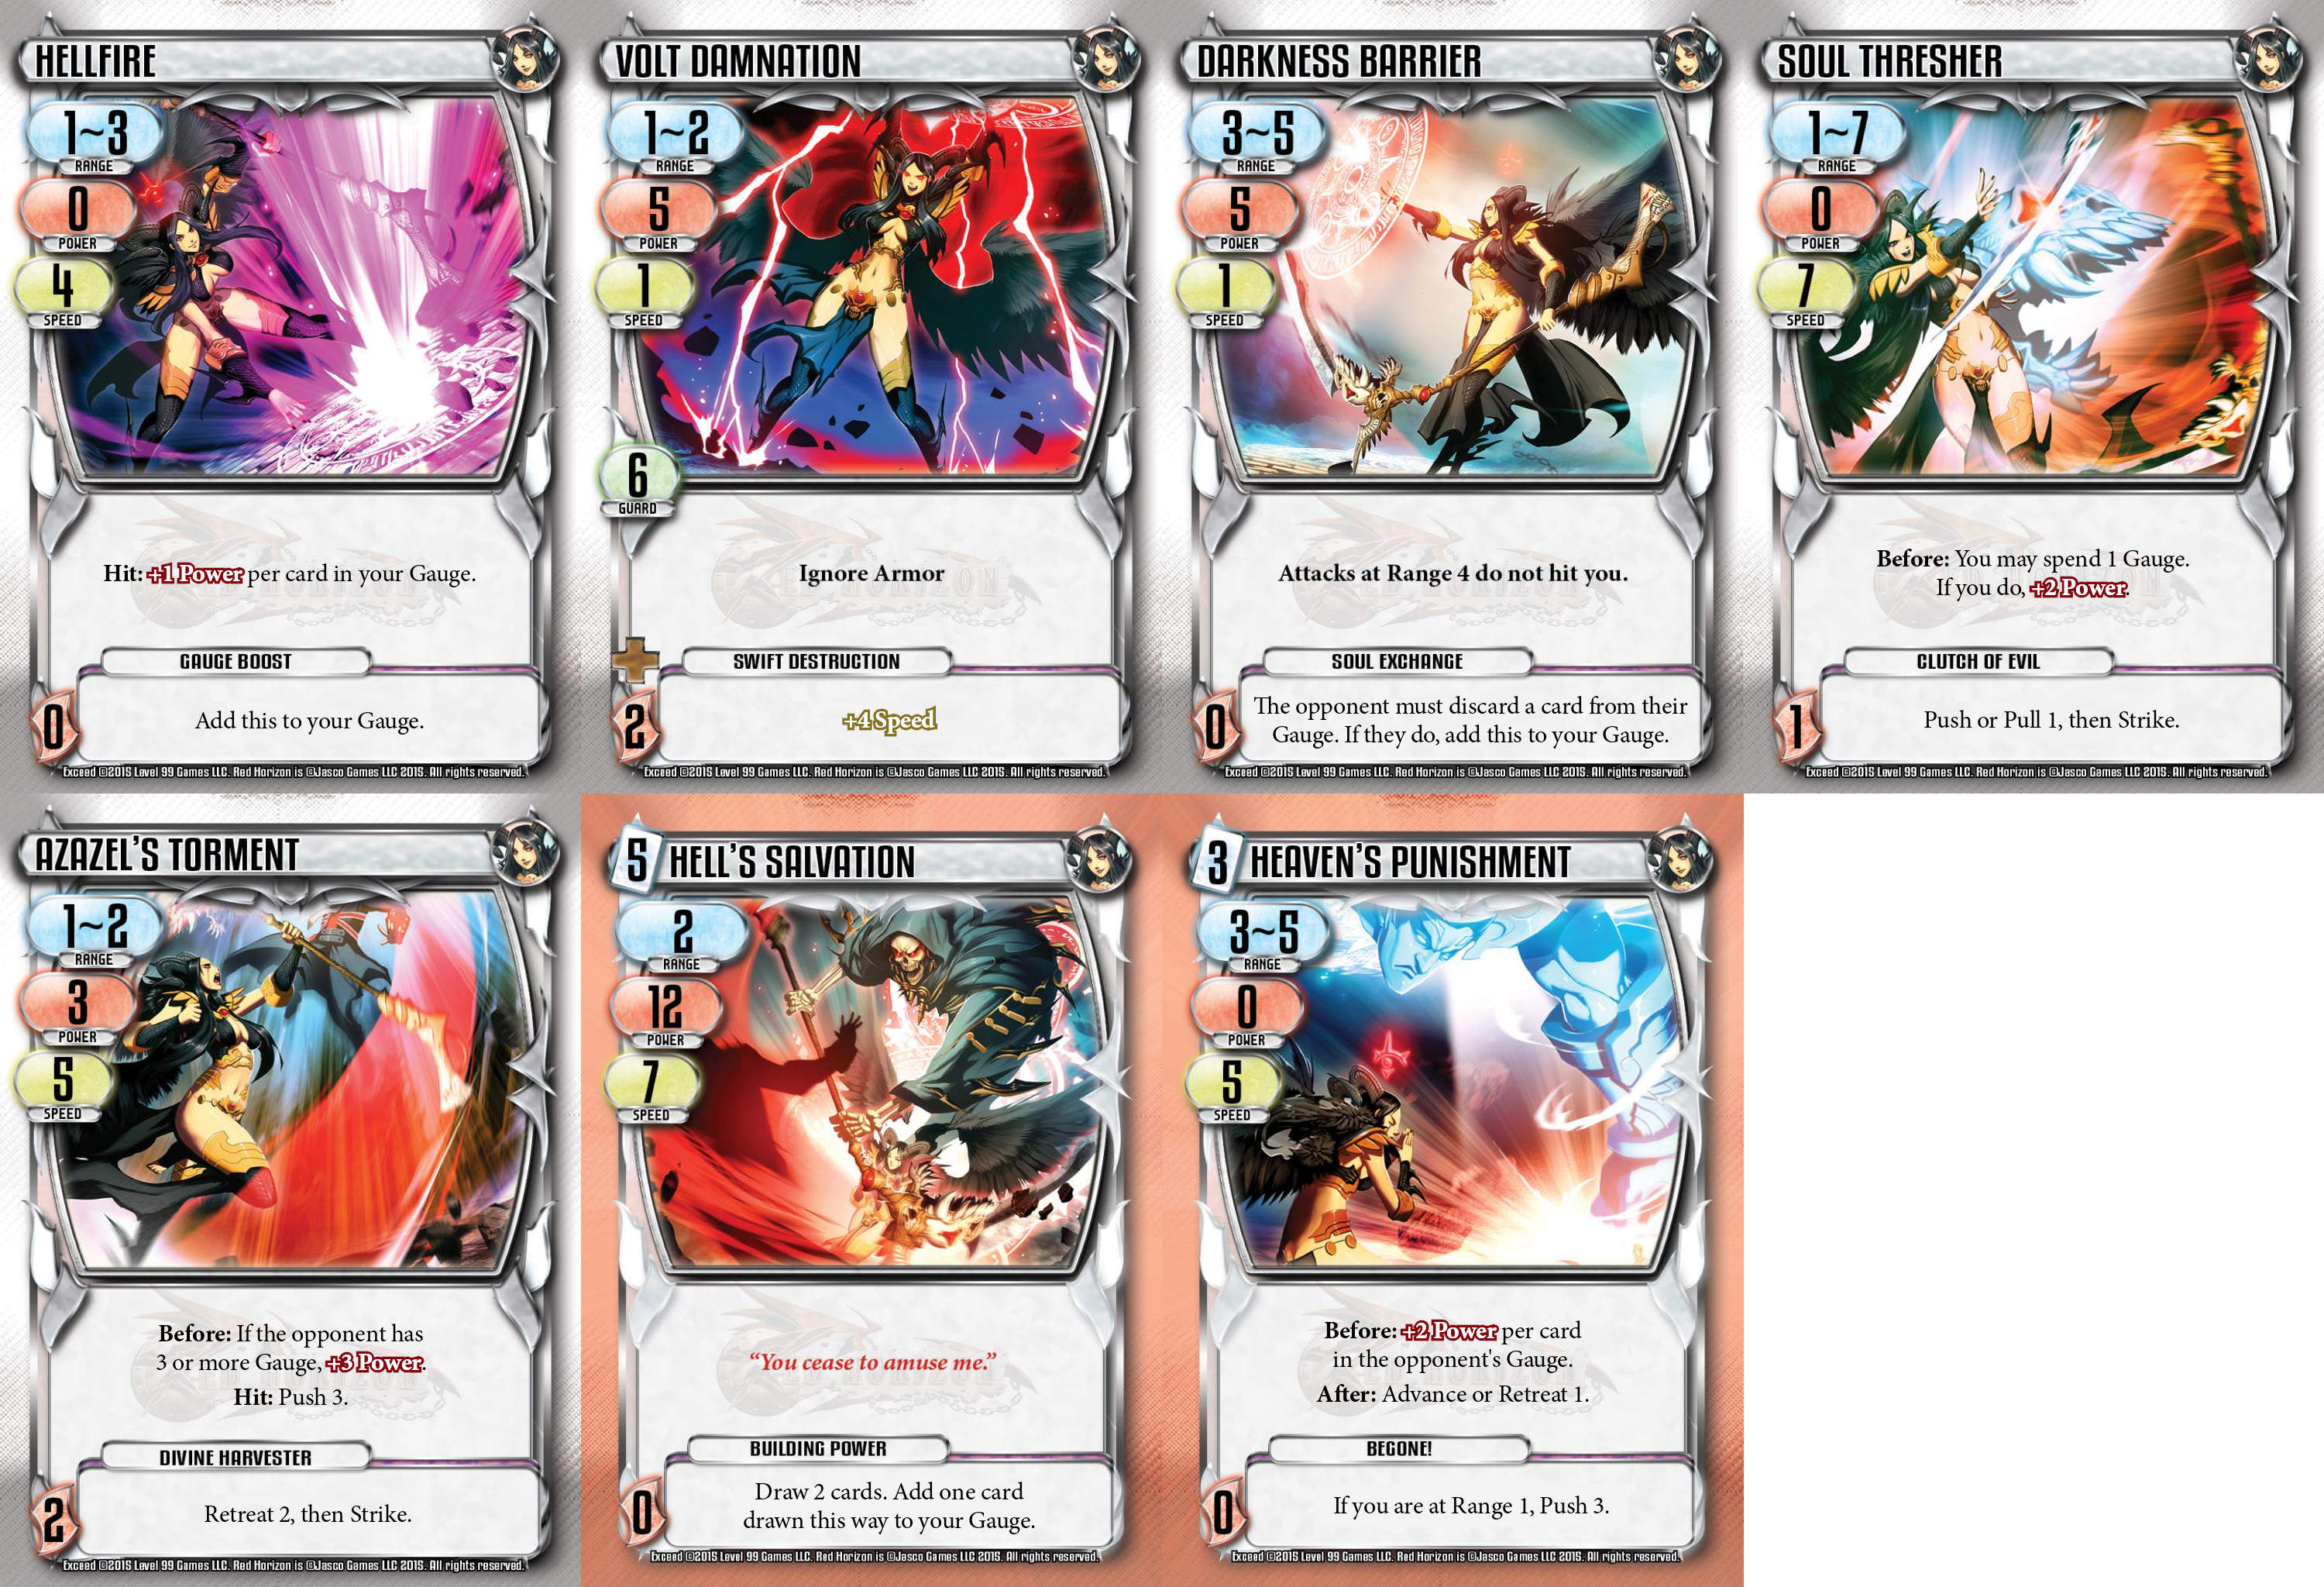 HELLFIRE
1~3
RANGE
0
POWER
4
SPEED
Hit: +1 Power per card in your Gauge.
GAUGE BOOST
0
Add this to your Gauge.
Exceed ©2015 Level 99 Games LLC. Red Horizon is ©Jasco Games LLC 2015. All rights reserved.
VOLT DAMNATION
1~2
RANGE
5
POWER
1
SPEED
6
GUARD
Ignore Armor
SWIFT DESTRUCTION
2
+4 Speed
Exceed ©2015 Level 99 Games LLC. Red Horizon is ©Jasco Games LLC 2015. All rights reserved.
DARKNESS BARRIER
3~5
RANGE
5
POWER
1
SPEED
Attacks at Range 4 do not hit you.
SOUL EXCHANGE
0
The opponent must discard a card from their
Gauge. If they do, add this to your Gauge.
Exceed ©2015 Level 99 Games LLC. Red Horizon is ©Jasco Games LLC 2015. All rights reserved.
SOUL THRESHER
1~7
RANGE
0
POWER
7
SPEED
Before: You may spend 1 Gauge.
If you do, +2 Power.
CLUTCH OF EVIL
1
Push or Pull 1, then Strike.
Exceed ©2015 Level 99 Games LLC. Red Horizon is ©Jasco Games LLC 2015. All rights reserved.
AZAZEL'S TORMENT
1~2
RANGE
3
POWER
5
SPEED
Before: If the opponent has
3 or more Gauge, +3 Power.
Hit: Push 3.
DIVINE HARVESTER
2
Retreat 2, then Strike.
Exceed ©2015 Level 99 Games LLC. Red Horizon is ©Jasco Games LLC 2015. All rights reserved.
5 HELL'S SALVATION
2
RANGE
12
POWER
7
SPEED
"You cease to amuse me."
BUILDING POWER
0
Draw 2 cards. Add one card
drawn this way to your Gauge.
Exceed ©2015 Level 99 Games LLC. Red Horizon is ©Jasco Games LLC 2015. All rights reserved.
3 HEAVEN'S PUNISHMENT
3~5
RANGE
0
POWER
5
SPEED
Before: +2 Power per card
in the opponent's Gauge.
After: Advance or Retreat 1.
BEGONE!
0
If you are at Range 1, Push 3.
Exceed ©2015 Level 99 Games LLC. Red Horizon is ©Jasco Games LLC 2015. All rights reserved.